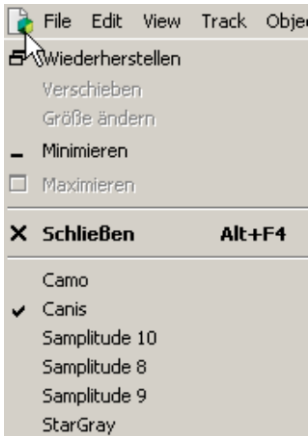 File Edit View Track
Wiederherstellen
Verschieben
Größe ändern
Minimieren
Maximieren
Schließen Alt+F4
Camo
Canis
Samplitude 10
Samplitude 8
Samplitude 9
StarGray